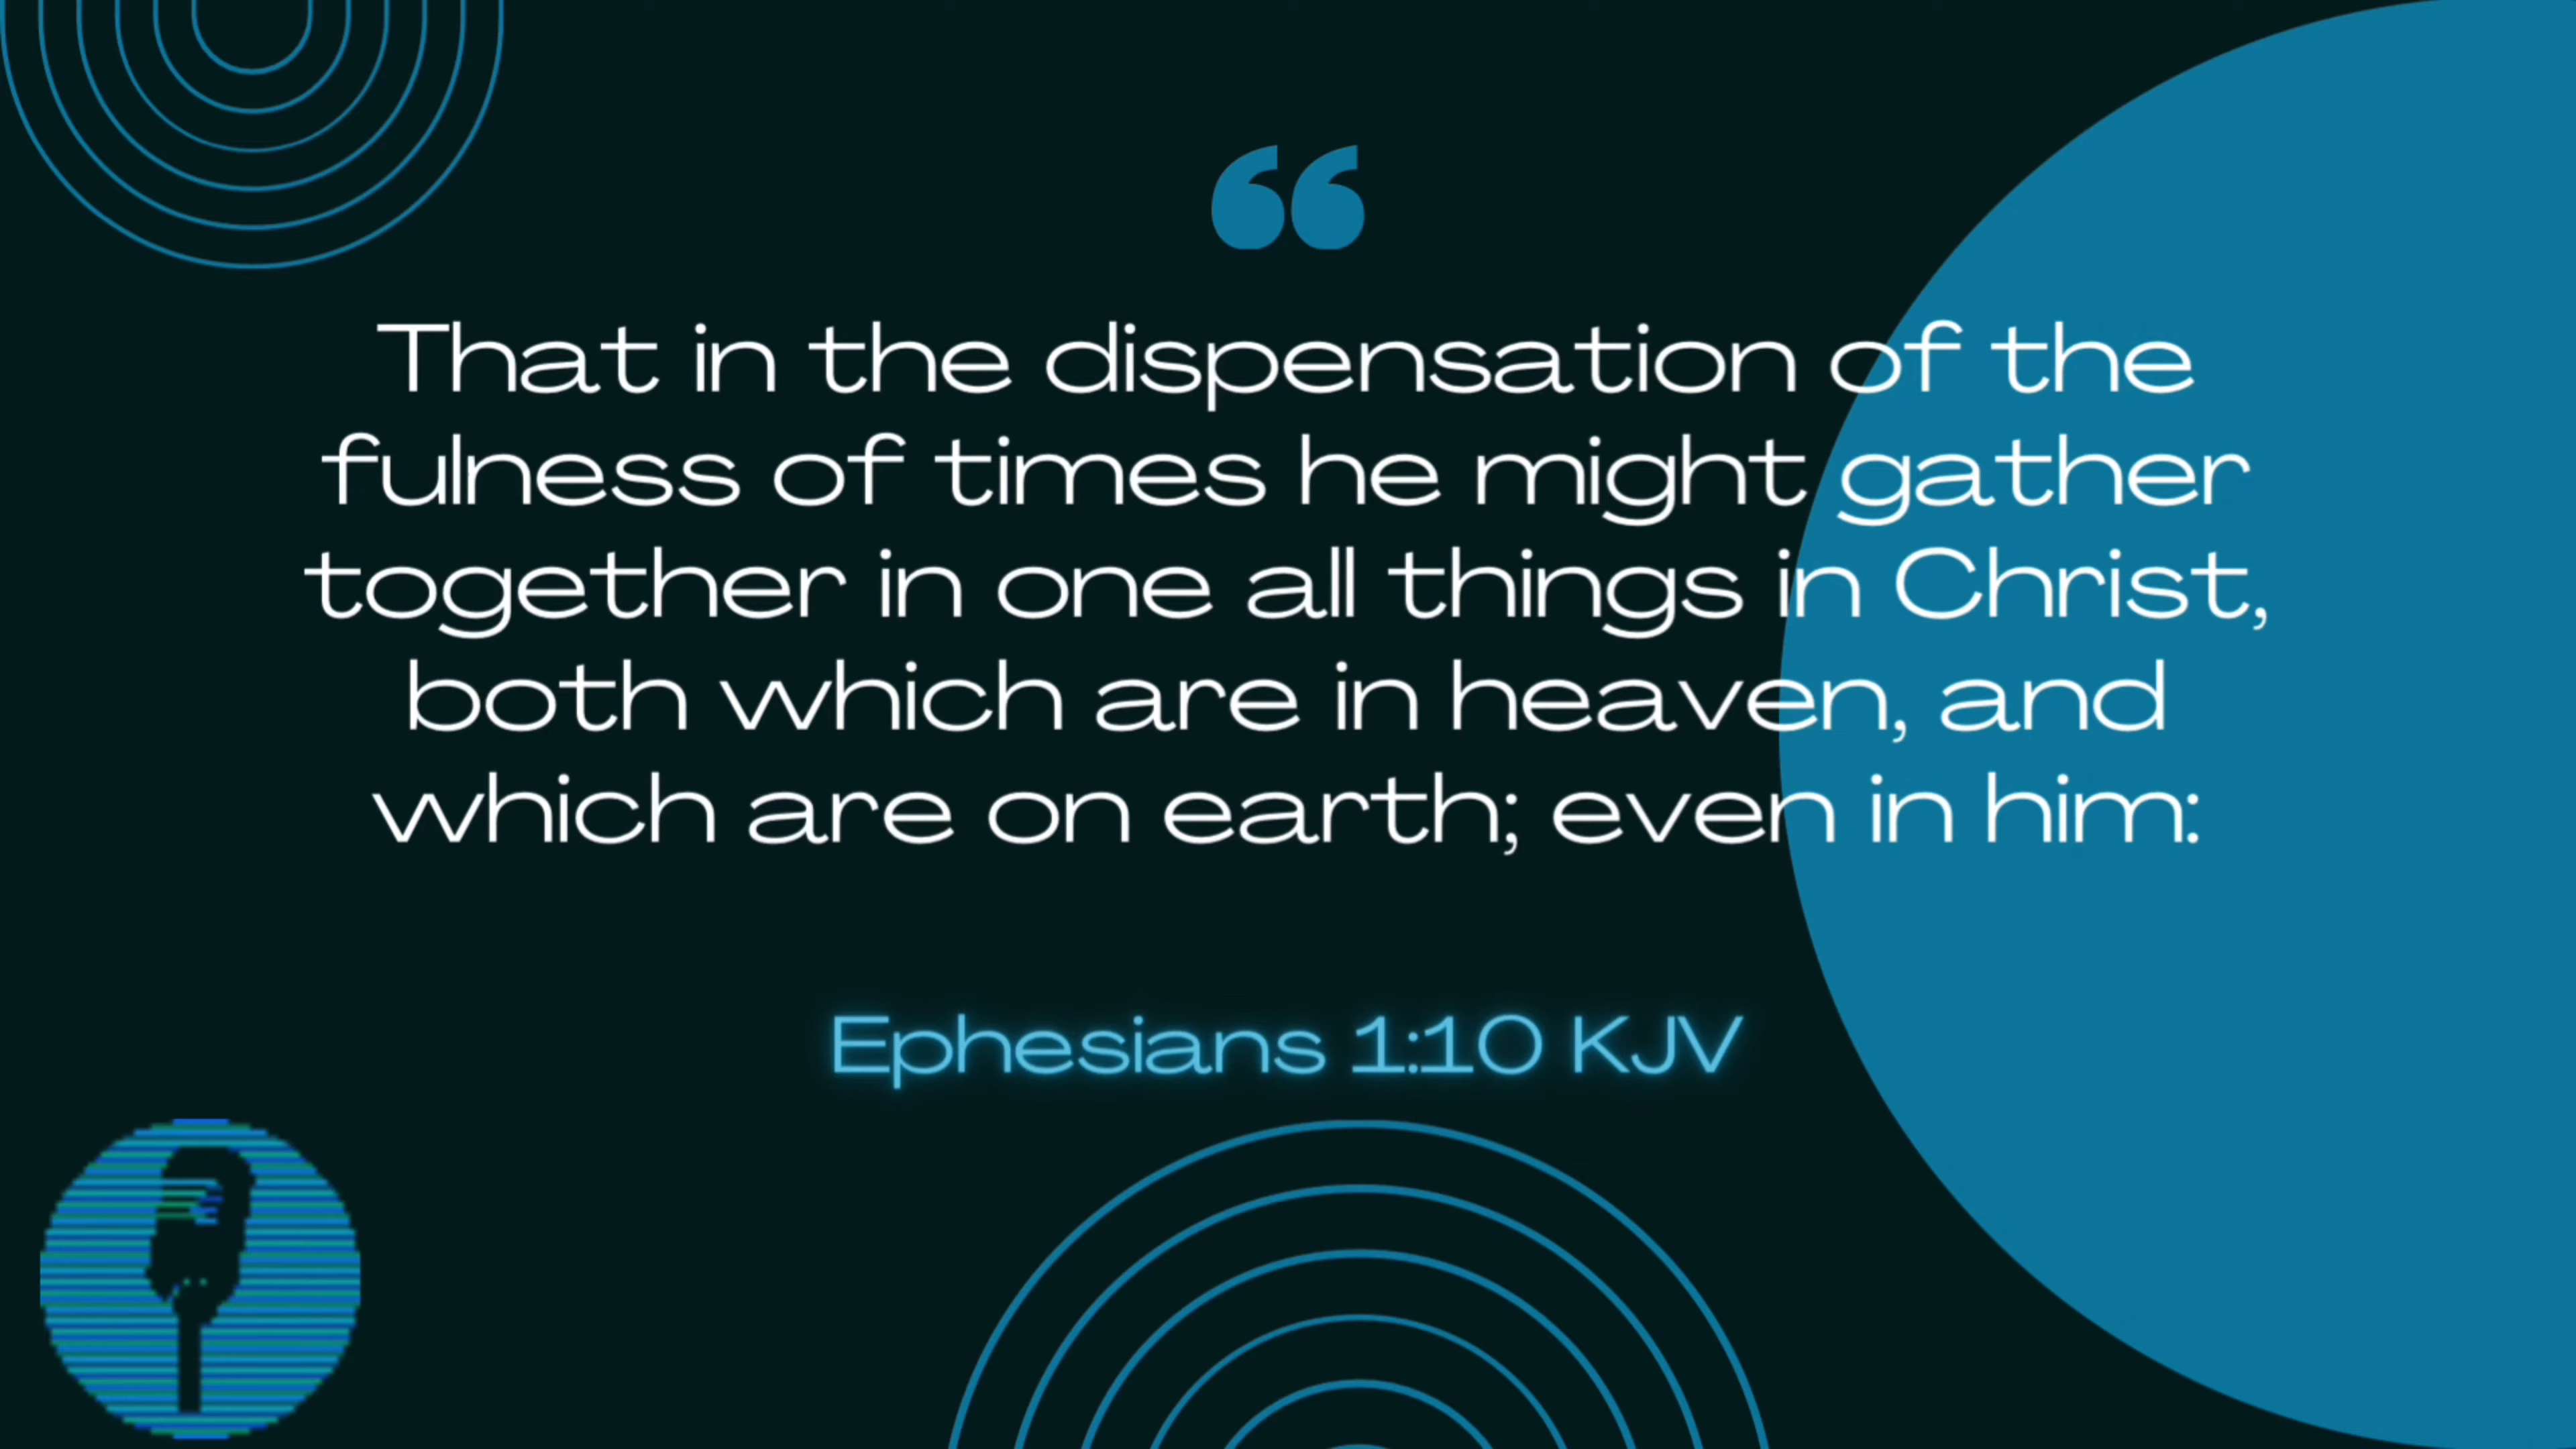 “
That in the dispensation of the
fulness of times he might gather
together in one all things in Christ,
both which are in heaven, and
which are on earth; even in him:
Ephesians 1:10 KJV